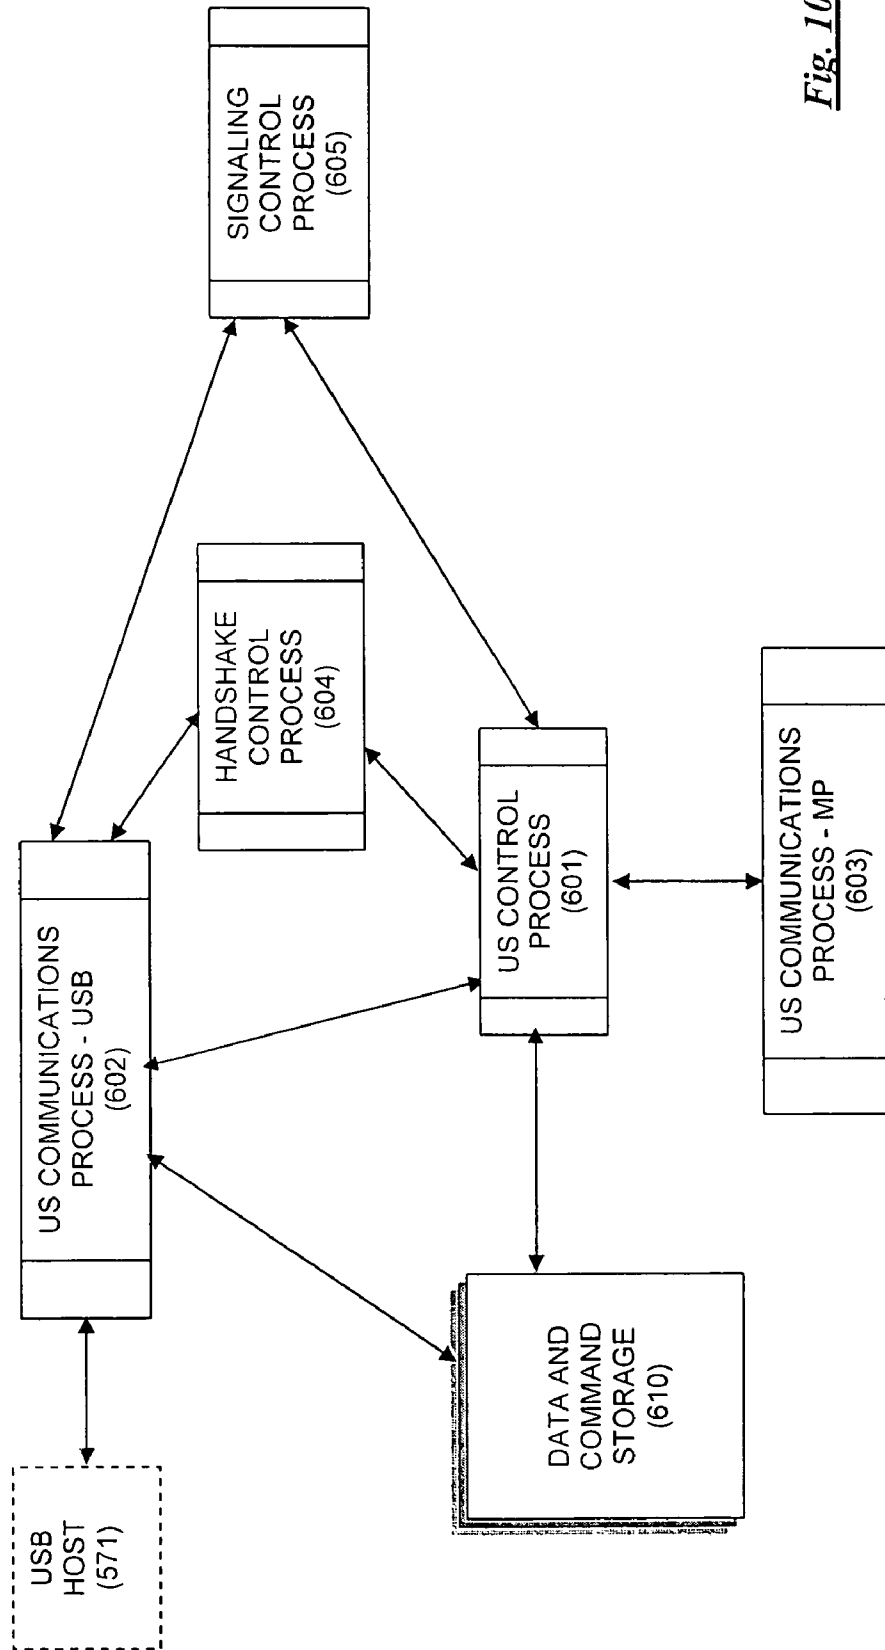 USB
HOST
(571)
US COMMUNICATIONS
PROCESS - USB
(602)
HANDSHAKE
CONTROL
PROCESS
(604)
SIGNALING
CONTROL
PROCESS
(605)
DATA AND
COMMAND
STORAGE
(610)
US CONTROL
PROCESS
(601)
US COMMUNICATIONS
PROCESS - MP
(603)
Fig. 10